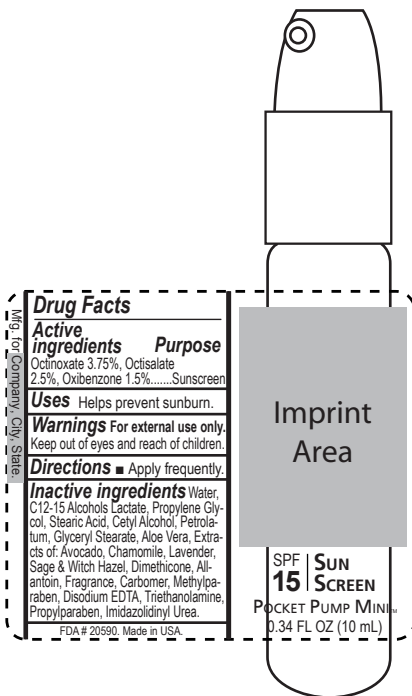 Mfg. for Company, City, State.
Drug Facts
Active
ingredients Purpose
Octinoxate 3.75%, Octisalate
2.5%, Oxibenzone 1.5%.......Sunscreen
Uses Helps prevent sunburn.
Warnings For external use only.
Keep out of eyes and reach of children.
Directions ■ Apply frequently.
Inactive ingredients Water,
C12-15 Alcohols Lactate, Propylene Gly-
col, Stearic Acid, Cetyl Alcohol, Petrola-
tum, Glyceryl Stearate, Aloe Vera, Extra-
cts of: Avocado, Chamomile, Lavender,
Sage & Witch Hazel, Dimethicone, All-
antoin, Fragrance, Carbomer, Methylpa-
raben, Disodium EDTA, Triethanolamine,
Propylparaben, Imidazolidinyl Urea.
FDA # 20590. Made in USA.
Imprint
Area
SPF
15
SUN
SCREEN
POCKET PUMP MINI™
0.34 FL OZ (10 mL)